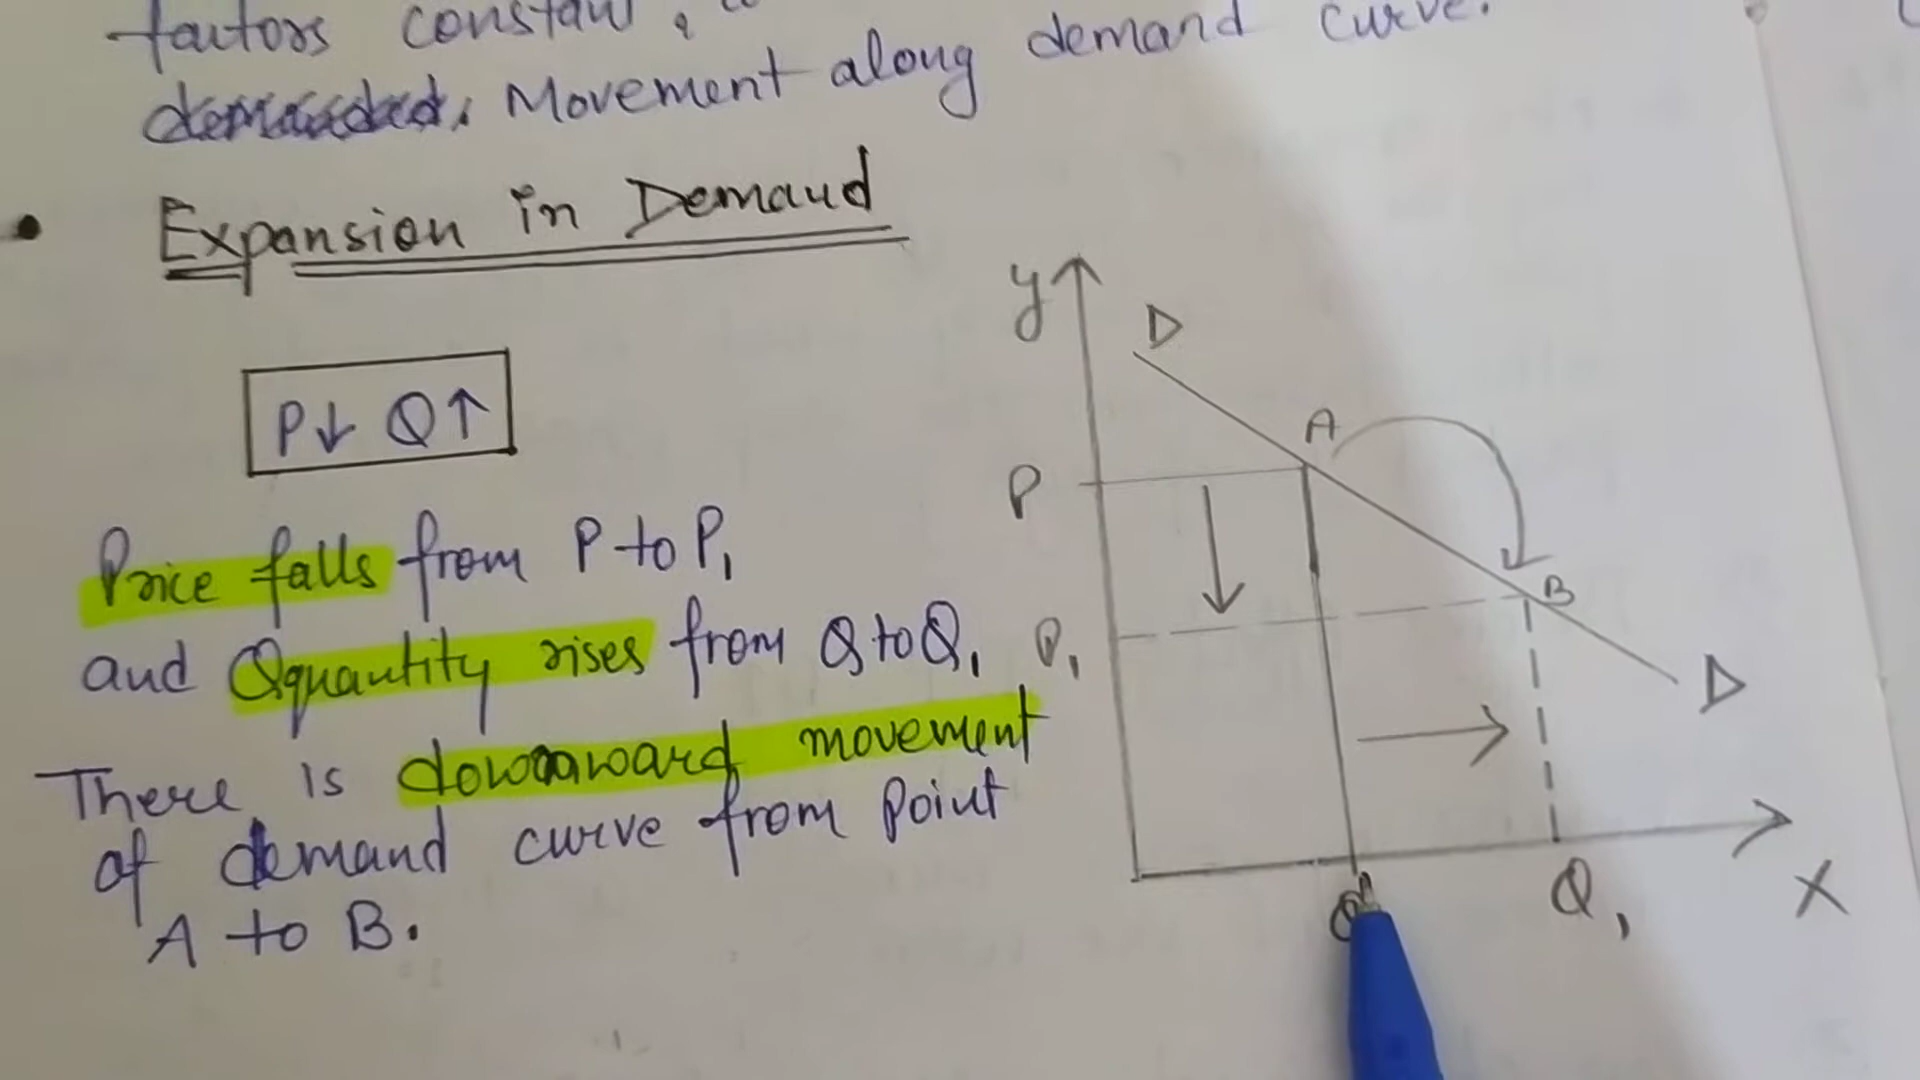 factors constant,
demanded. Movement along demand curve.
• Expansion in Demand
P↓ Q↑
Price falls from P to P₁
and Qquantity rises from Q to Q₁
There is downward movement
of demand curve from point
A to B.
y
D
A
P
B
P₁
D
Q
Q₁
X